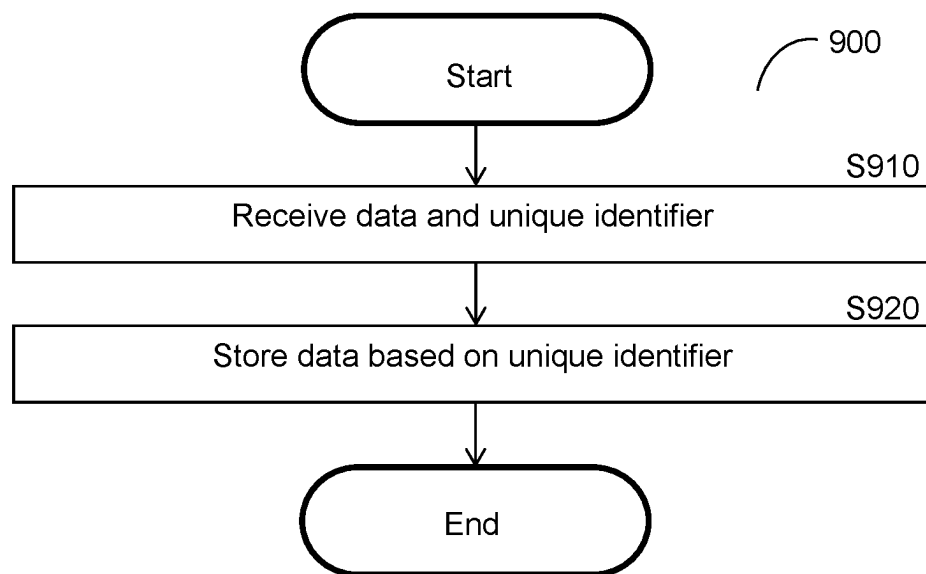 Start
900
S910
Receive data and unique identifier
S920
Store data based on unique identifier
End